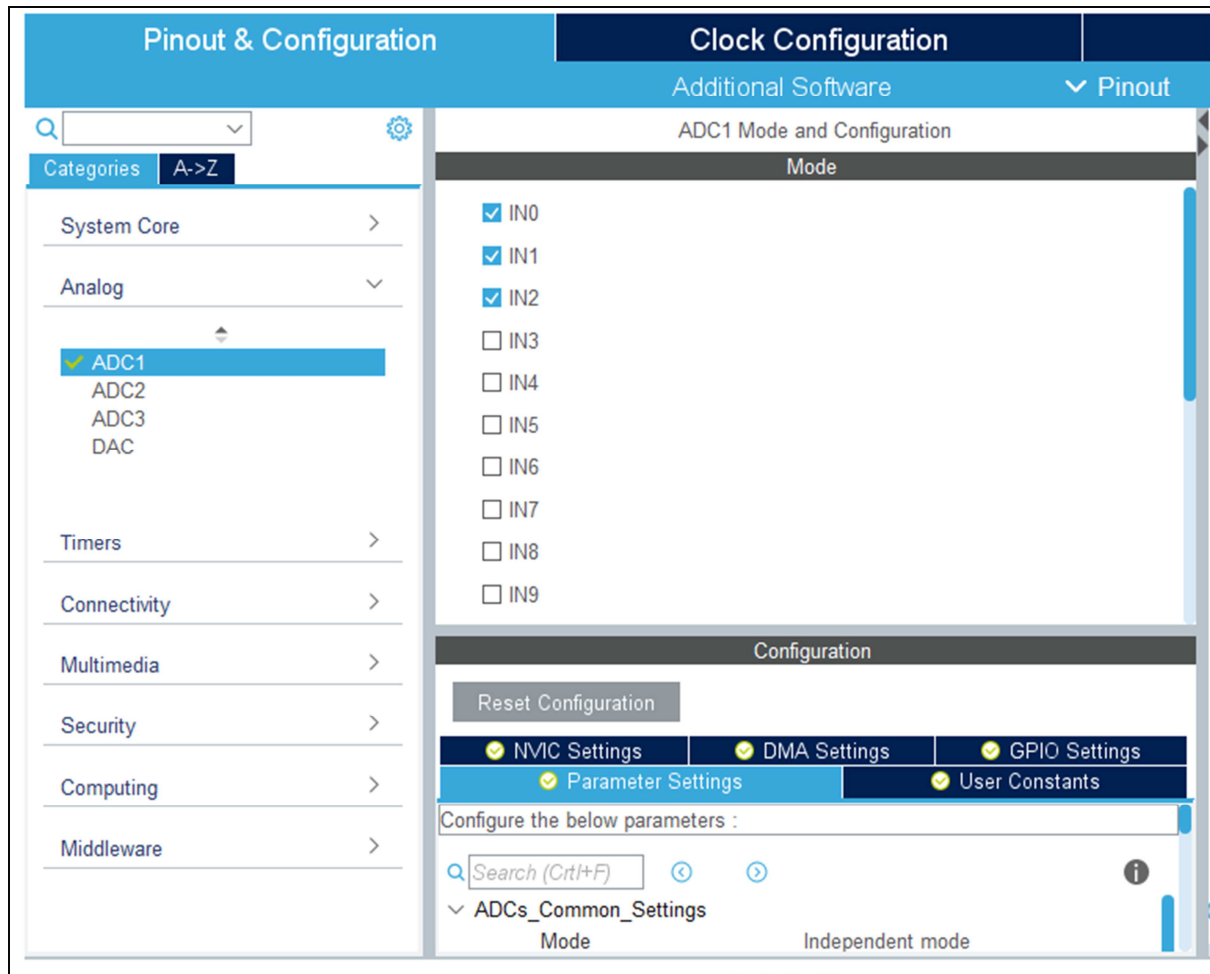 Pinout & Configuration
Clock Configuration
Additional Software
Pinout
Categories
A->Z
System Core
Analog
ADC1
ADC2
ADC3
DAC
Timers
Connectivity
Multimedia
Security
Computing
Middleware
ADC1 Mode and Configuration
Mode
IN0
IN1
IN2
IN3
IN4
IN5
IN6
IN7
IN8
IN9
Configuration
Reset Configuration
NVIC Settings
DMA Settings
GPIO Settings
Parameter Settings
User Constants
Configure the below parameters :
Search (Crtl+F)
ADCs_Common_Settings
Mode Independent mode